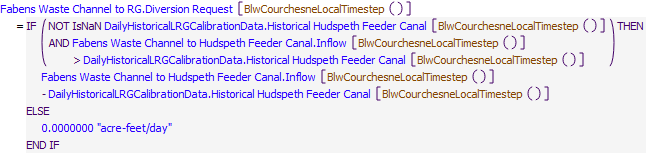 Fabens Waste Channel to RG.Diversion Request [BlwCourchesneLocalTimestep ()]
= IF (NOT IsNaN DailyHistoricalLRGCalibrationData.Historical Hudspeth Feeder Canal [BlwCourchesneLocalTimestep ()]
AND Fabens Waste Channel to Hudspeth Feeder Canal.Inflow [BlwCourchesneLocalTimestep ()]
> DailyHistoricalLRGCalibrationData.Historical Hudspeth Feeder Canal [BlwCourchesneLocalTimestep ()]) THEN
Fabens Waste Channel to Hudspeth Feeder Canal.Inflow [BlwCourchesneLocalTimestep ()]
- DailyHistoricalLRGCalibrationData.Historical Hudspeth Feeder Canal [BlwCourchesneLocalTimestep ()]
ELSE
0.0000000 "acre-feet/day"
END IF